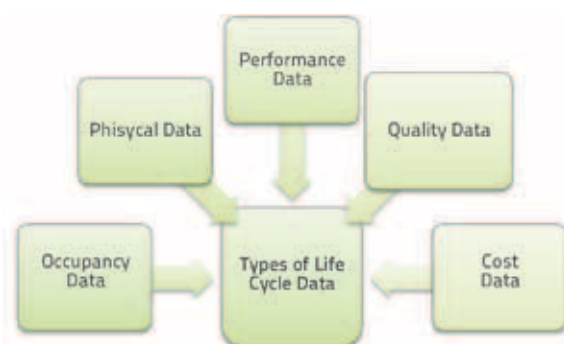 Performance
Data
Phisycal Data
Quality Data
Occupancy
Data
Types of Life
Cycle Data
Cost
Data